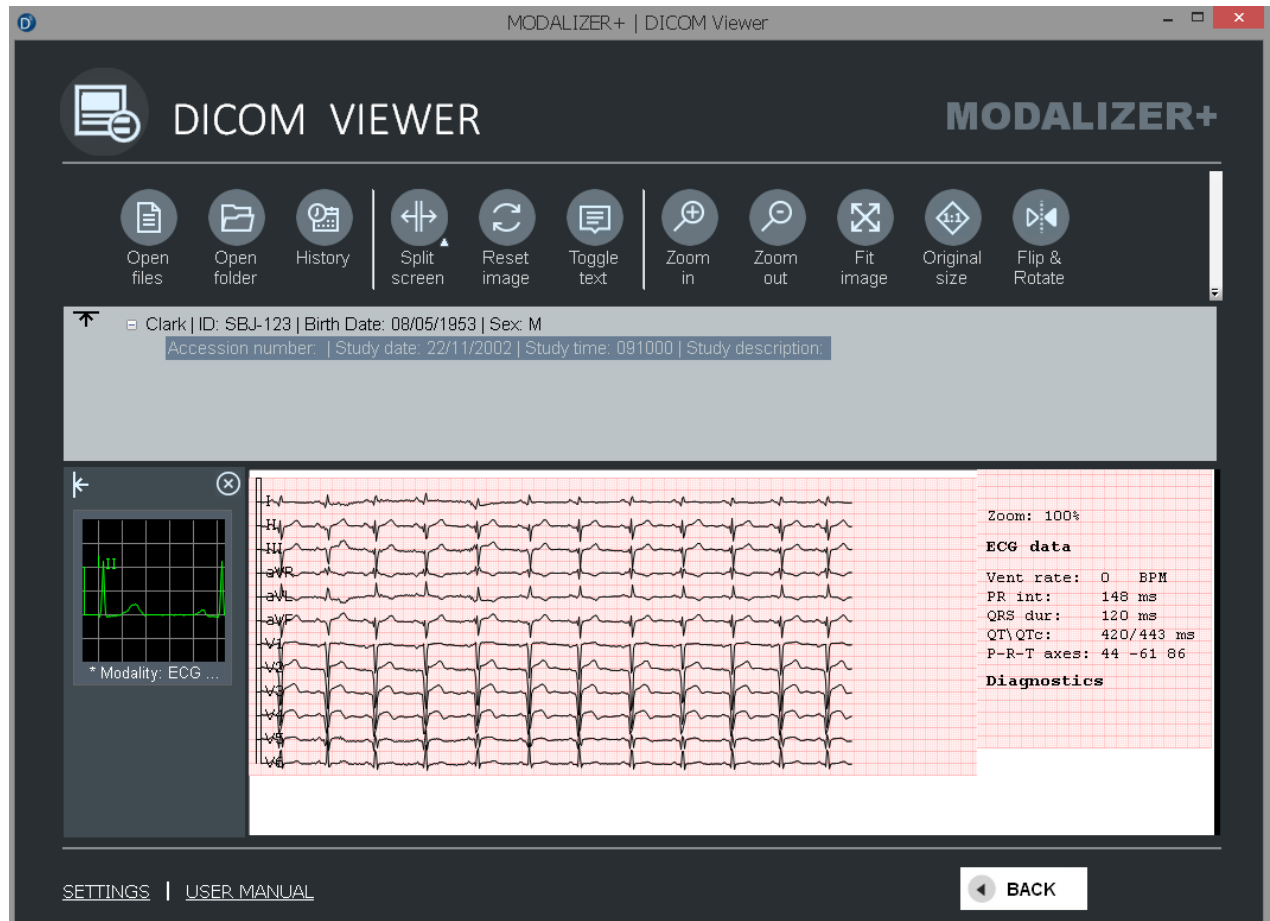 MODALIZER+ | DICOM Viewer
DICOM VIEWER
MODALIZER+
Open files
Open folder
History
Split screen
Reset image
Toggle text
Zoom in
Zoom out
Fit image
1:1
Original size
Flip & Rotate
Clark | ID: SBJ-123 | Birth Date: 08/05/1953 | Sex: M
Accession number: | Study date: 22/11/2002 | Study time: 091000 | Study description:
II
* Modality: ECG ...
I
II
III
aVR
aVL
aVF
V1
V2
V3
V4
V5
V6
Zoom: 100%
ECG data
Vent rate: 0 BPM
PR int: 148 ms
QRS dur: 120 ms
QT\QTc: 420/443 ms
P-R-T axes: 44 -61 86
Diagnostics
SETTINGS | USER MANUAL
BACK